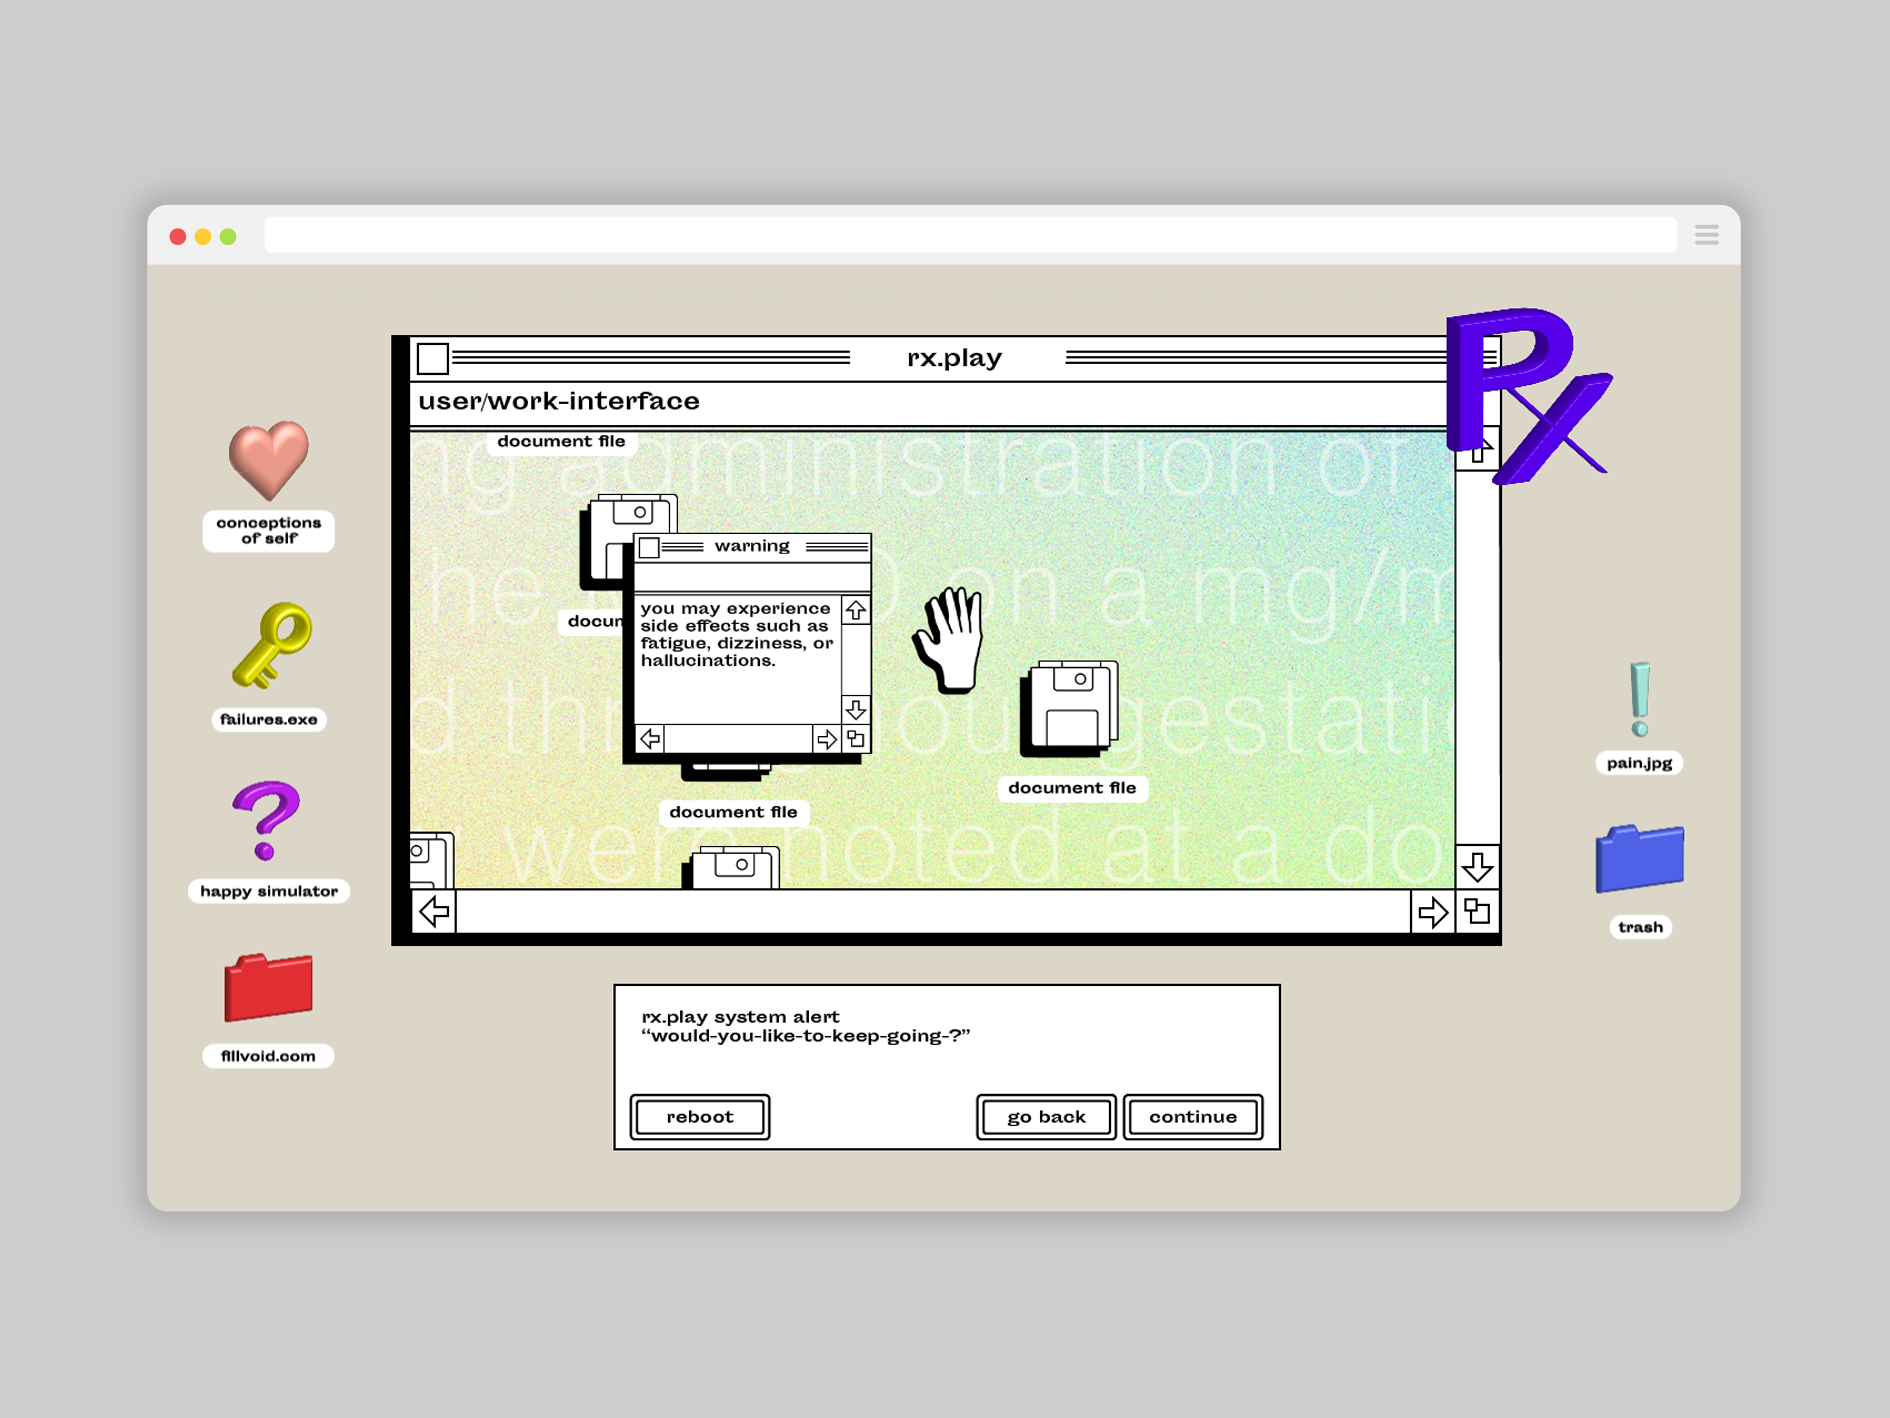 rx.play
Rx
user/work-interface
document file
ng administration of
he on a mg/m
d thr ou gestati
were noted at a do
docum
warning
you may experience
side effects such as
fatigue, dizziness, or
hallucinations.
document file
document file
conceptions
of self
failures.exe
happy simulator
fillvoid.com
pain.jpg
trash
rx.play system alert
“would-you-like-to-keep-going-?”
reboot
go back
continue